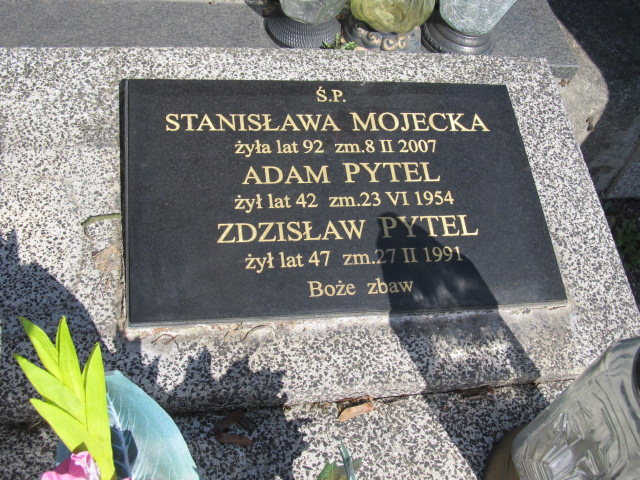 Ś.P.
STANISŁAWA MOJECKA
żyła lat 92 zm.8 II 2007
ADAM PYTEL
żył lat 42 zm.23 VI 1954
ZDZISŁAW PYTEL
żył lat 47 zm.27 II 1991
Boże zbaw